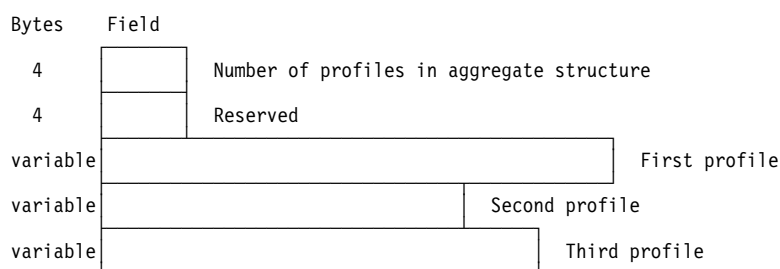 Bytes Field
4 Number of profiles in aggregate structure
4 Reserved
variable First profile
variable Second profile
variable Third profile